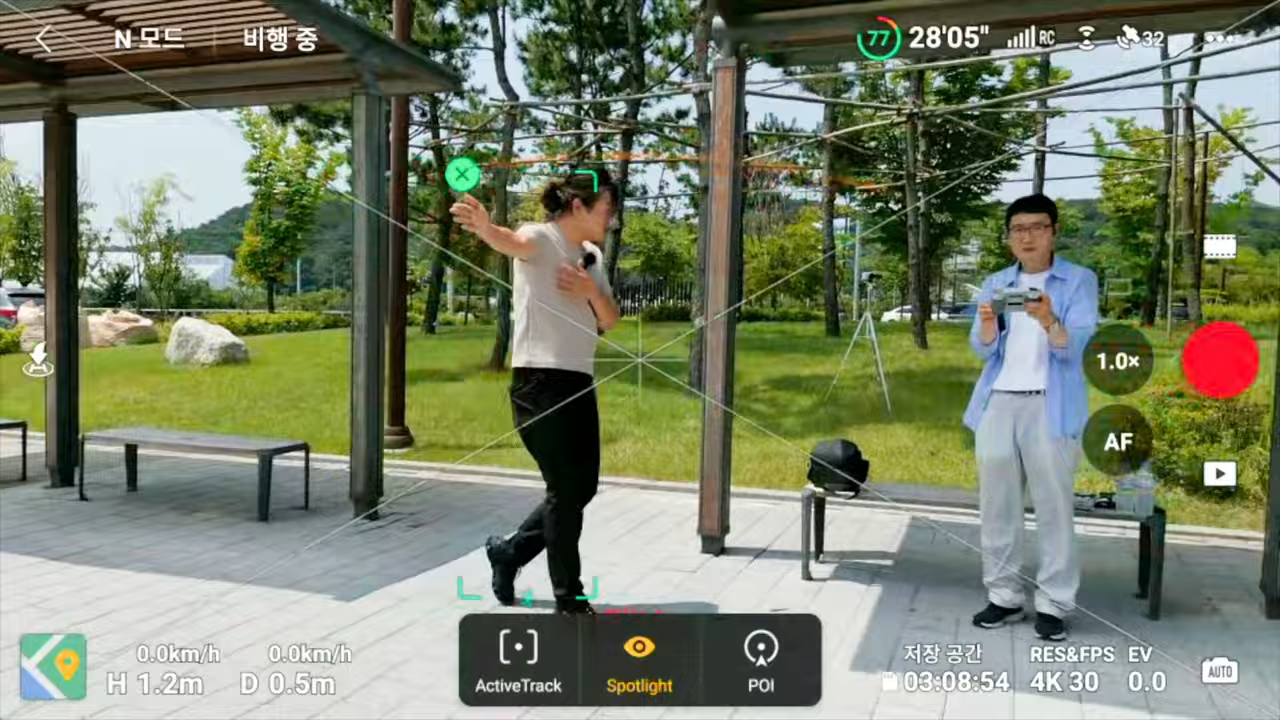 N 모드 비행 중
77 28'05" RC 32
1.0×
AF
ActiveTrack Spotlight POI
0.0km/h 0.0km/h
H 1.2m D 0.5m
저장 공간 RES&FPS EV
03:08:54 4K 30 0.0
AUTO